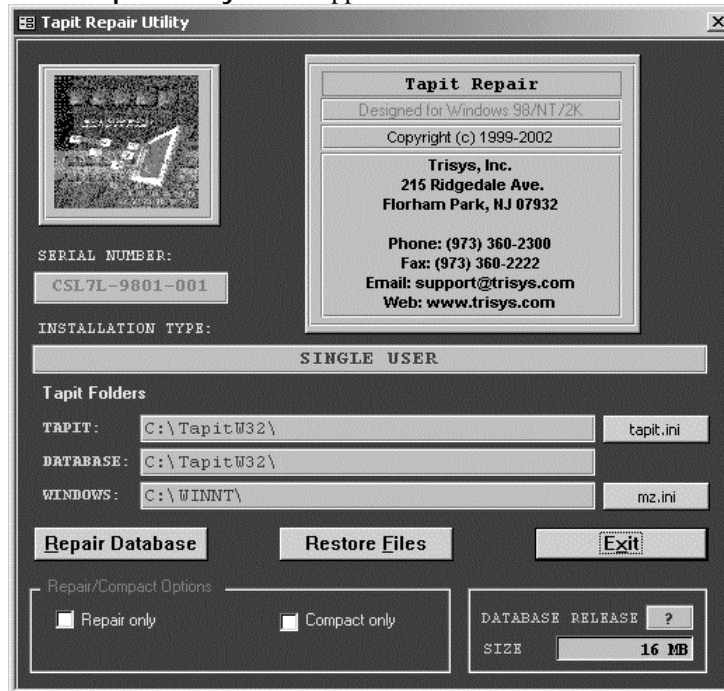 Tapit Repair Utility
Tapit Repair
Designed for Windows 98/NT/2K
Copyright (c) 1999-2002
Trisys, Inc.
215 Ridgedale Ave.
Florham Park, NJ 07932
Phone: (973) 360-2300
Fax: (973) 360-2222
Email: support@trisys.com
Web: www.trisys.com
SERIAL NUMBER:
CSL7L-9801-001
INSTALLATION TYPE:
SINGLE USER
Tapit Folders
TAPIT: C:\TapitW32\ tapit.ini
DATABASE: C:\TapitW32\
WINDOWS: C:\WINNT\ mz.ini
Repair Database Restore Files Exit
Repair/Compact Options
Repair only Compact only
DATABASE RELEASE ?
SIZE 16 MB